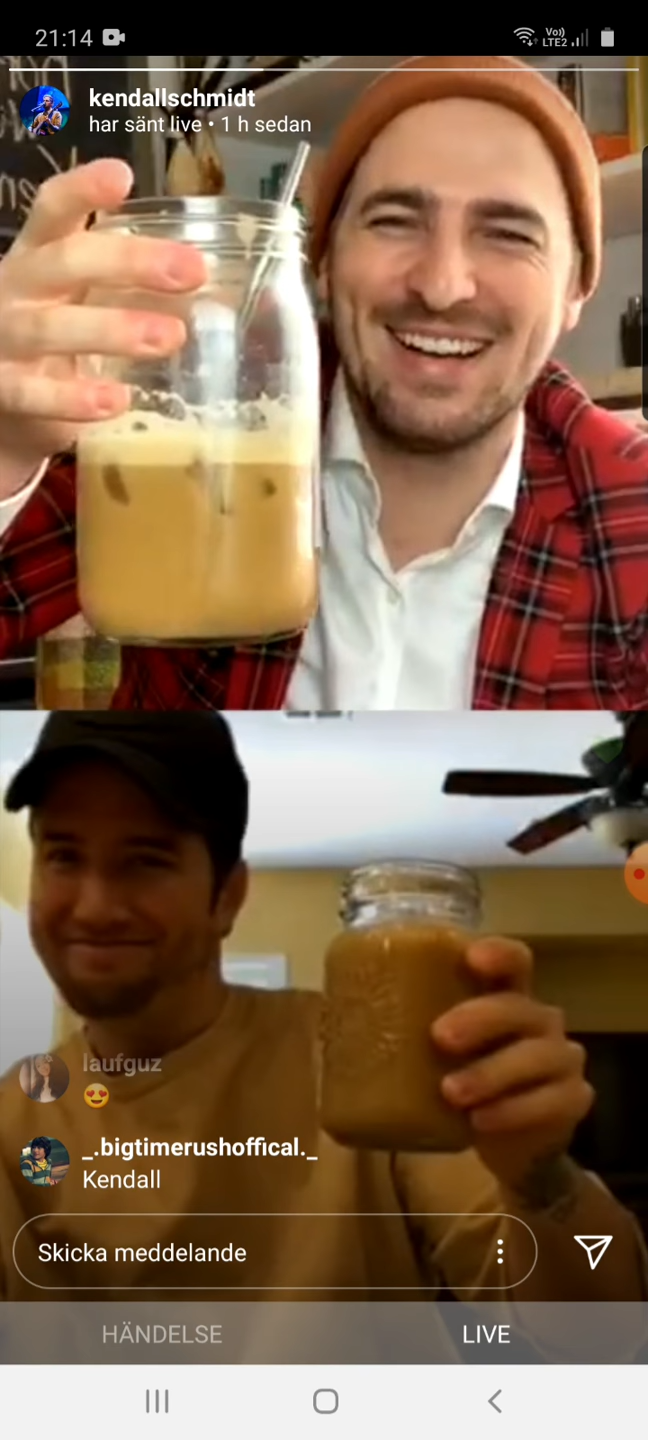 21:14
Vo))
LTE2
kendallschmidt
har sänt live • 1 h sedan
laufguz
😍
_.bigtimerushoffical._
Kendall
Skicka meddelande
HÄNDELSE
LIVE